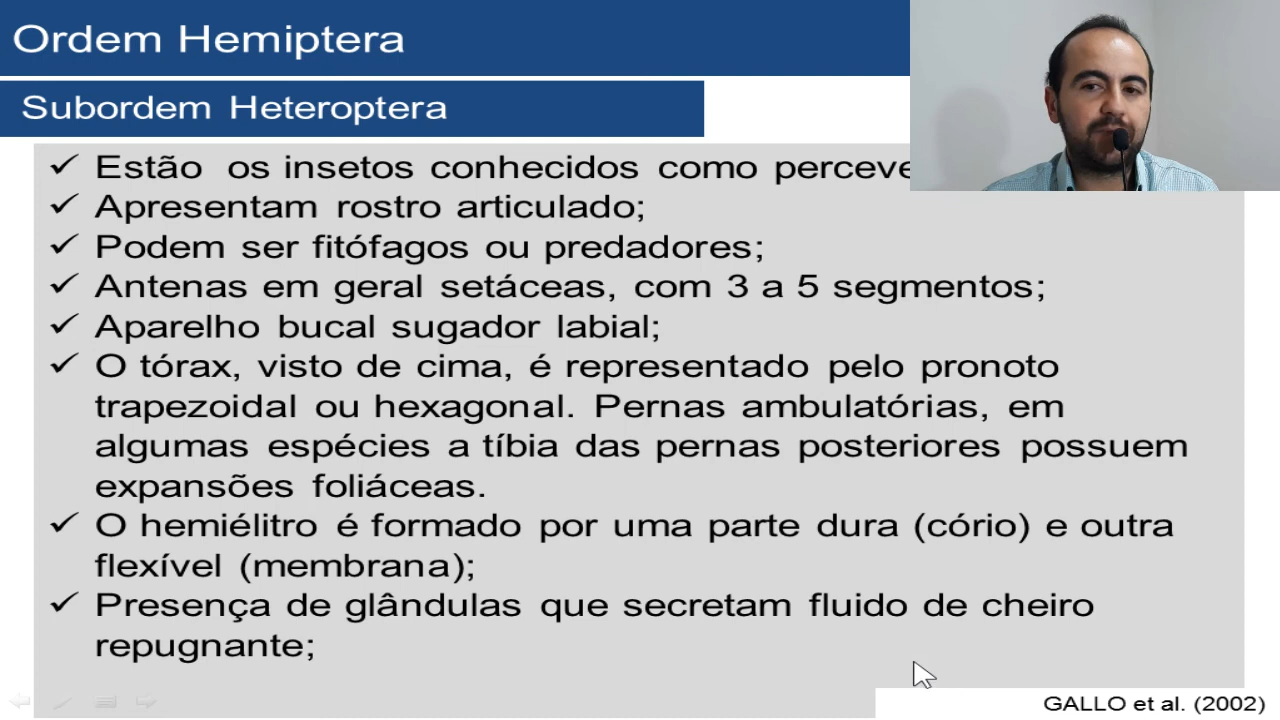 Ordem Hemiptera
Subordem Heteroptera
✓ Estão os insetos conhecidos como
✓ Apresentam rostro articulado;
✓ Podem ser fitófagos ou predadores;
✓ Antenas em geral setáceas, com 3 a 5 segmentos;
✓ Aparelho bucal sugador labial;
✓ O tórax, visto de cima, é representado pelo pronoto
trapezoidal ou hexagonal. Pernas ambulatórias, em
algumas espécies a tíbia das pernas posteriores possuem
expansões foliáceas.
✓ O hemiélitro é formado por uma parte dura (cório) e outra
flexível (membrana);
✓ Presença de glândulas que secretam fluido de cheiro
repugnante;
GALLO et al. (2002)